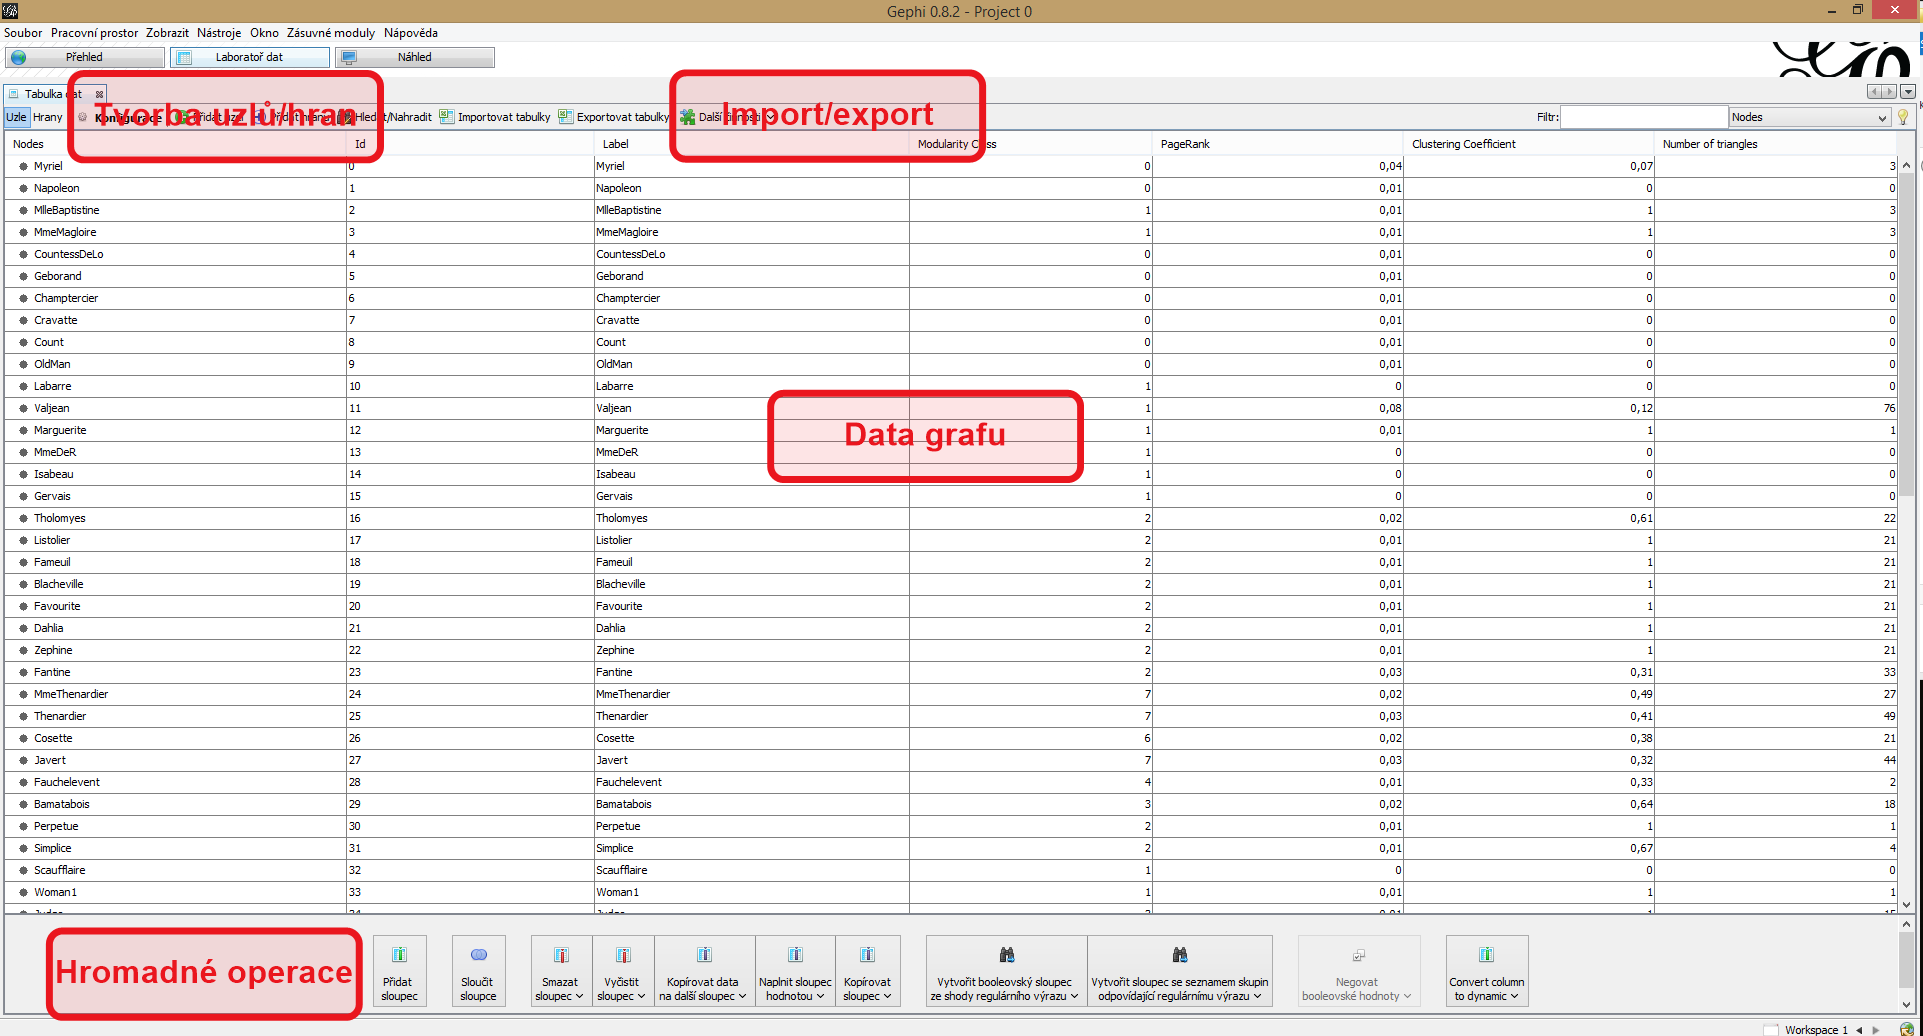 Gephi 0.8.2 - Project 0
Soubor Pracovní prostor Zobrazit Nástroje Okno Zásuvné moduly Nápověda
Přehled Laboratoř dat Náhled
Tabulka dat
Tvorba uzlů/hran
Import/export
Uzle Hrany Konfigurace Přidat uzel Přidat hranu Hledat/Nahradit Importovat tabulky Exportovat tabulky Další činnosti Filtr: Nodes
Nodes Id Label Modularity Class PageRank Clustering Coefficient Number of triangles
Myriel 0 Myriel 0 0,04 0,07 3
Napoleon 1 Napoleon 0 0,01 0 0
MlleBaptistine 2 MlleBaptistine 1 0,01 1 3
MmeMagloire 3 MmeMagloire 1 0,01 1 3
CountessDeLo 4 CountessDeLo 0 0,01 0 0
Geborand 5 Geborand 0 0,01 0 0
Champtercier 6 Champtercier 0 0,01 0 0
Cravatte 7 Cravatte 0 0,01 0 0
Count 8 Count 0 0,01 0 0
OldMan 9 OldMan 0 0,01 0 0
Labarre 10 Labarre 1 0 0 0
Valjean 11 Valjean 1 0,08 0,12 76
Marguerite 12 Marguerite 1 0,01 1 1
Data grafu
MmeDeR 13 MmeDeR 1 0 0 0
Isabeau 14 Isabeau 1 0 0 0
Gervais 15 Gervais 1 0 0 0
Tholomyes 16 Tholomyes 2 0,02 0,61 22
Listolier 17 Listolier 2 0,01 1 21
Fameuil 18 Fameuil 2 0,01 1 21
Blacheville 19 Blacheville 2 0,01 1 21
Favourite 20 Favourite 2 0,01 1 21
Dahlia 21 Dahlia 2 0,01 1 21
Zephine 22 Zephine 2 0,01 1 21
Fantine 23 Fantine 2 0,03 0,31 33
MmeThenardier 24 MmeThenardier 7 0,02 0,49 27
Thenardier 25 Thenardier 7 0,03 0,41 49
Cosette 26 Cosette 6 0,02 0,38 21
Javert 27 Javert 7 0,03 0,32 44
Fauchelevent 28 Fauchelevent 4 0,01 0,33 2
Bamatabois 29 Bamatabois 3 0,02 0,64 18
Perpetue 30 Perpetue 2 0,01 1 1
Simplice 31 Simplice 2 0,01 0,67 4
Scaufflaire 32 Scaufflaire 1 0 0 0
Woman1 33 Woman1 1 0,01 1 1
Hromadné operace
Přidat sloupec
Sloučit sloupce
Smazat sloupec
Vyčistit sloupec
Kopírovat data na další sloupec
Naplnit sloupec hodnotou
Kopírovat sloupec
Vytvořit booleovský sloupec ze shody regulárního výrazu
Vytvořit sloupec se seznamem skupin odpovídající regulárnímu výrazu
Negovat booleovské hodnoty
Convert column to dynamic
Workspace 1